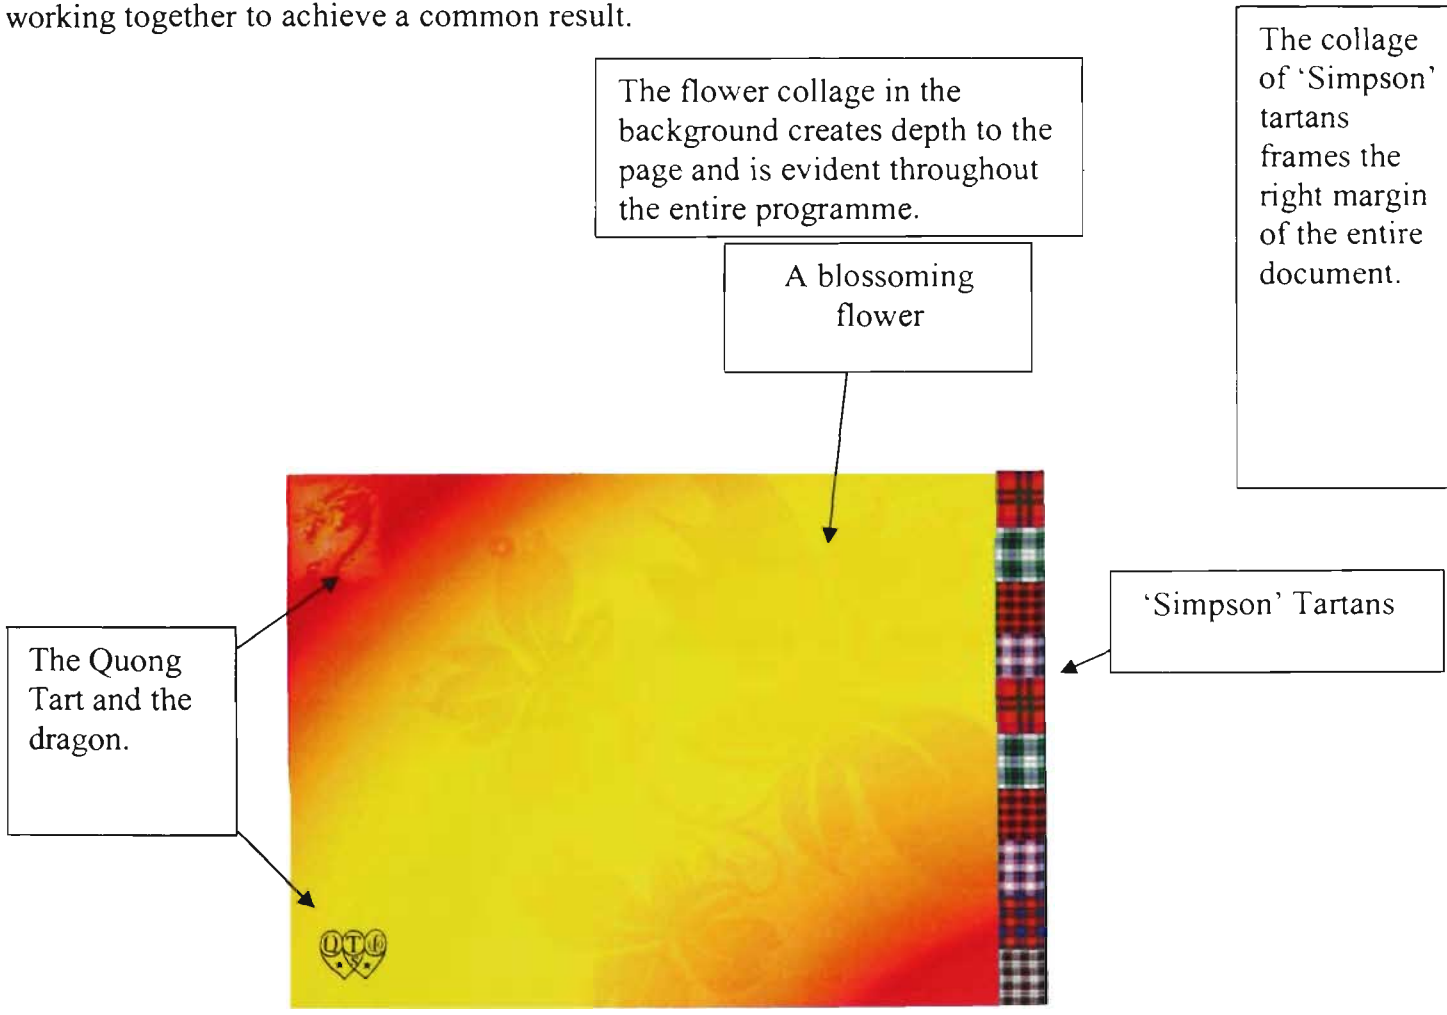 working together to achieve a common result.
The flower collage in the
background creates depth to the
page and is evident throughout
the entire programme.
The collage
of ‘Simpson’
tartans
frames the
right margin
of the entire
document.
A blossoming
flower
‘Simpson’ Tartans
The Quong
Tart and the
dragon.
QT
S